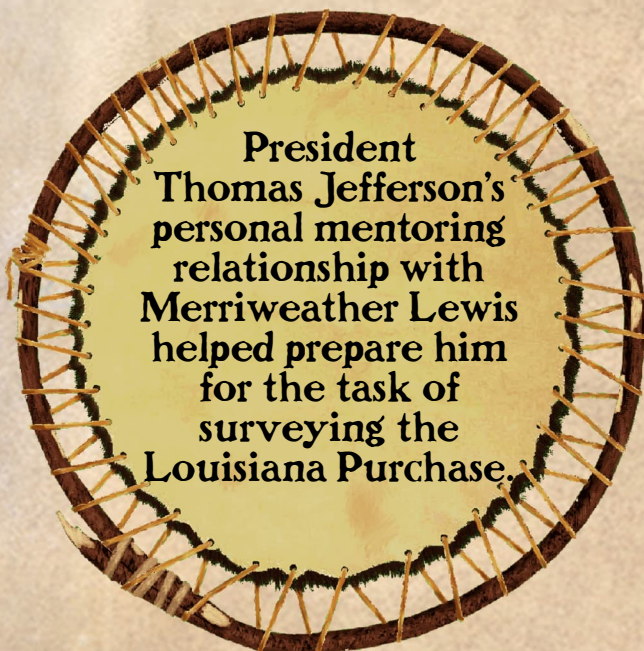 President
Thomas Jefferson's
personal mentoring
relationship with
Merriweather Lewis
helped prepare him
for the task of
surveying the
Louisiana Purchase.